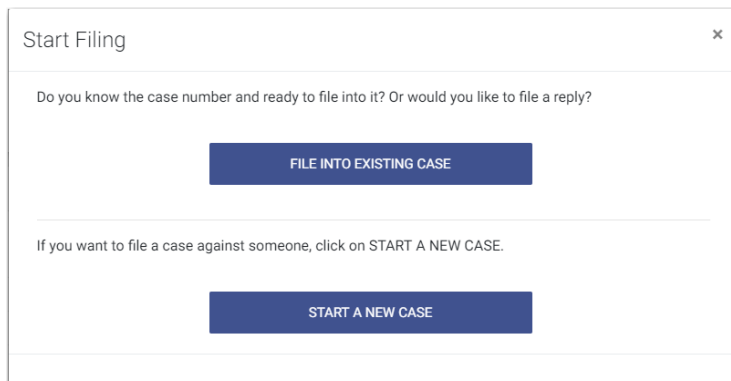 Start Filing
×
Do you know the case number and ready to file into it? Or would you like to file a reply?
FILE INTO EXISTING CASE
If you want to file a case against someone, click on START A NEW CASE.
START A NEW CASE